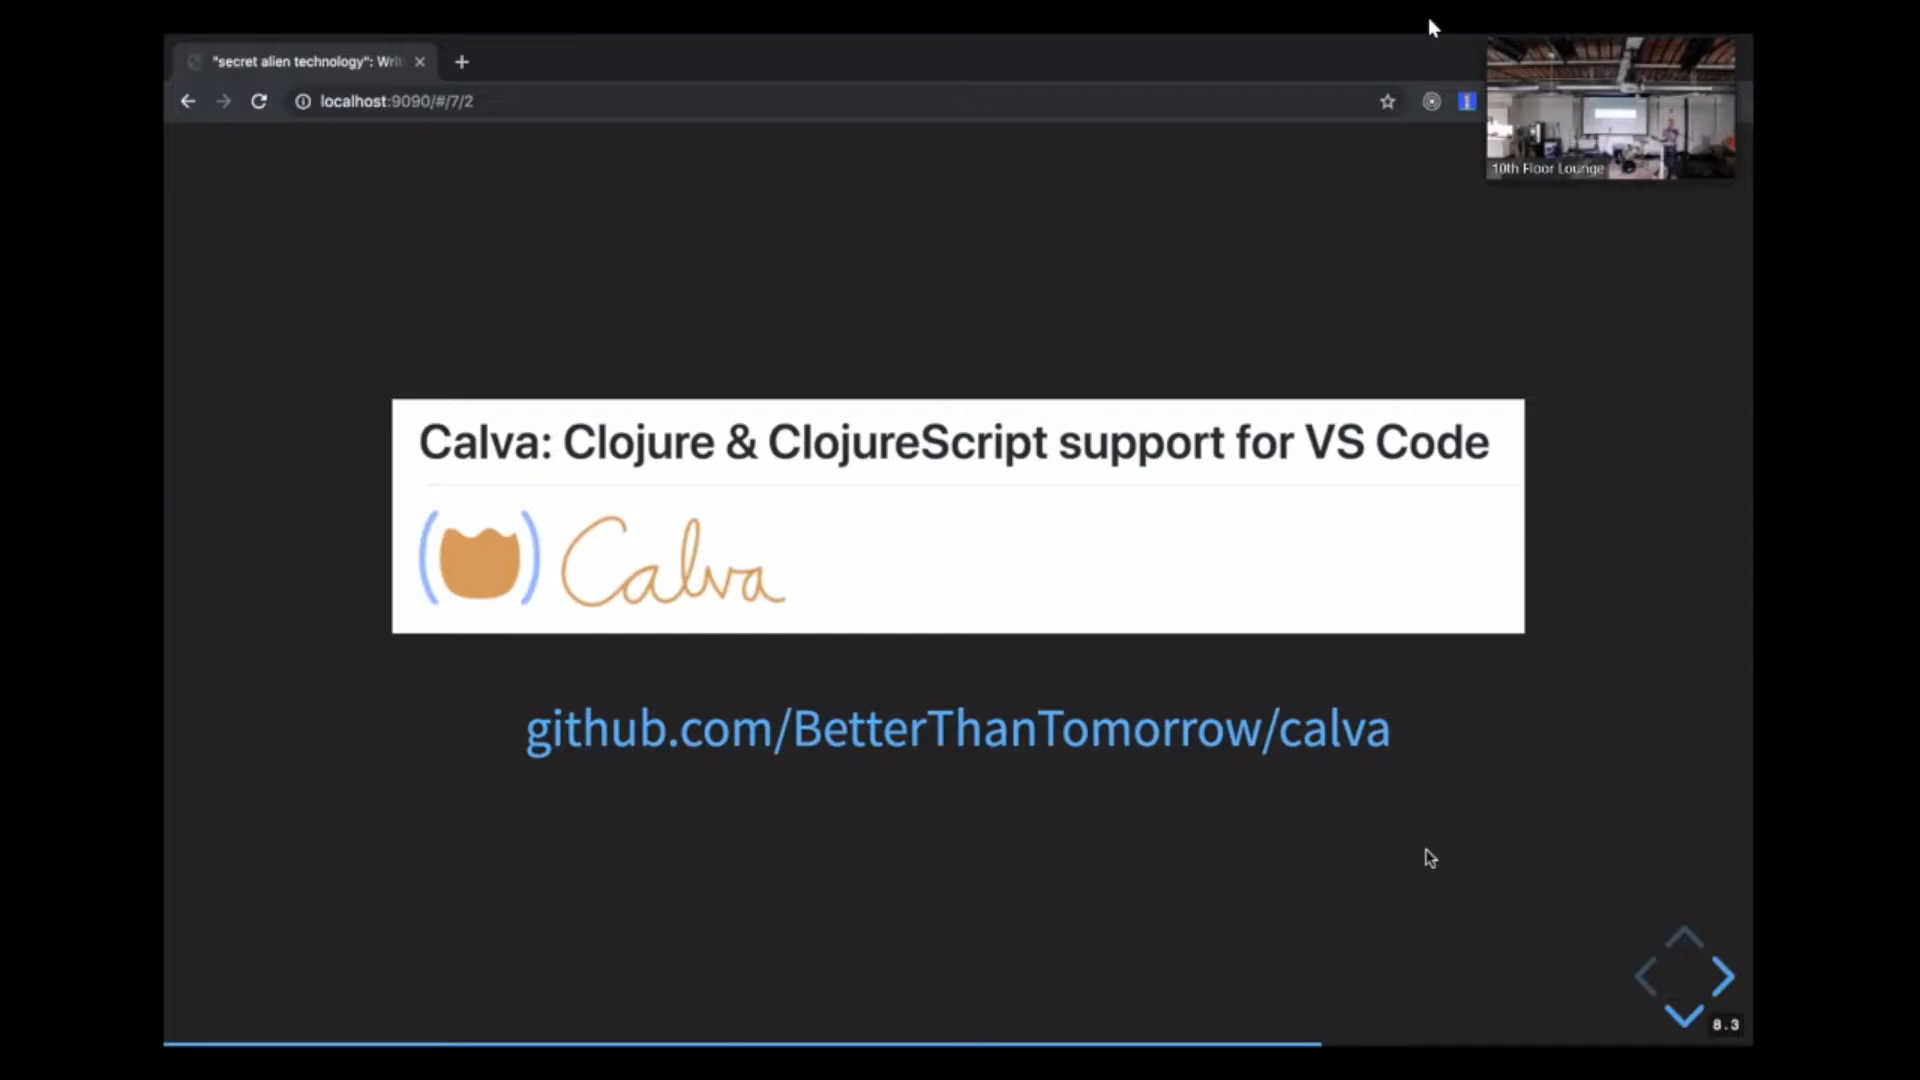 "secret alien technology": Writ
localhost:9090/#/7/2
10th Floor Lounge
Calva: Clojure & ClojureScript support for VS Code
Calva
github.com/BetterThanTomorrow/calva
8.3